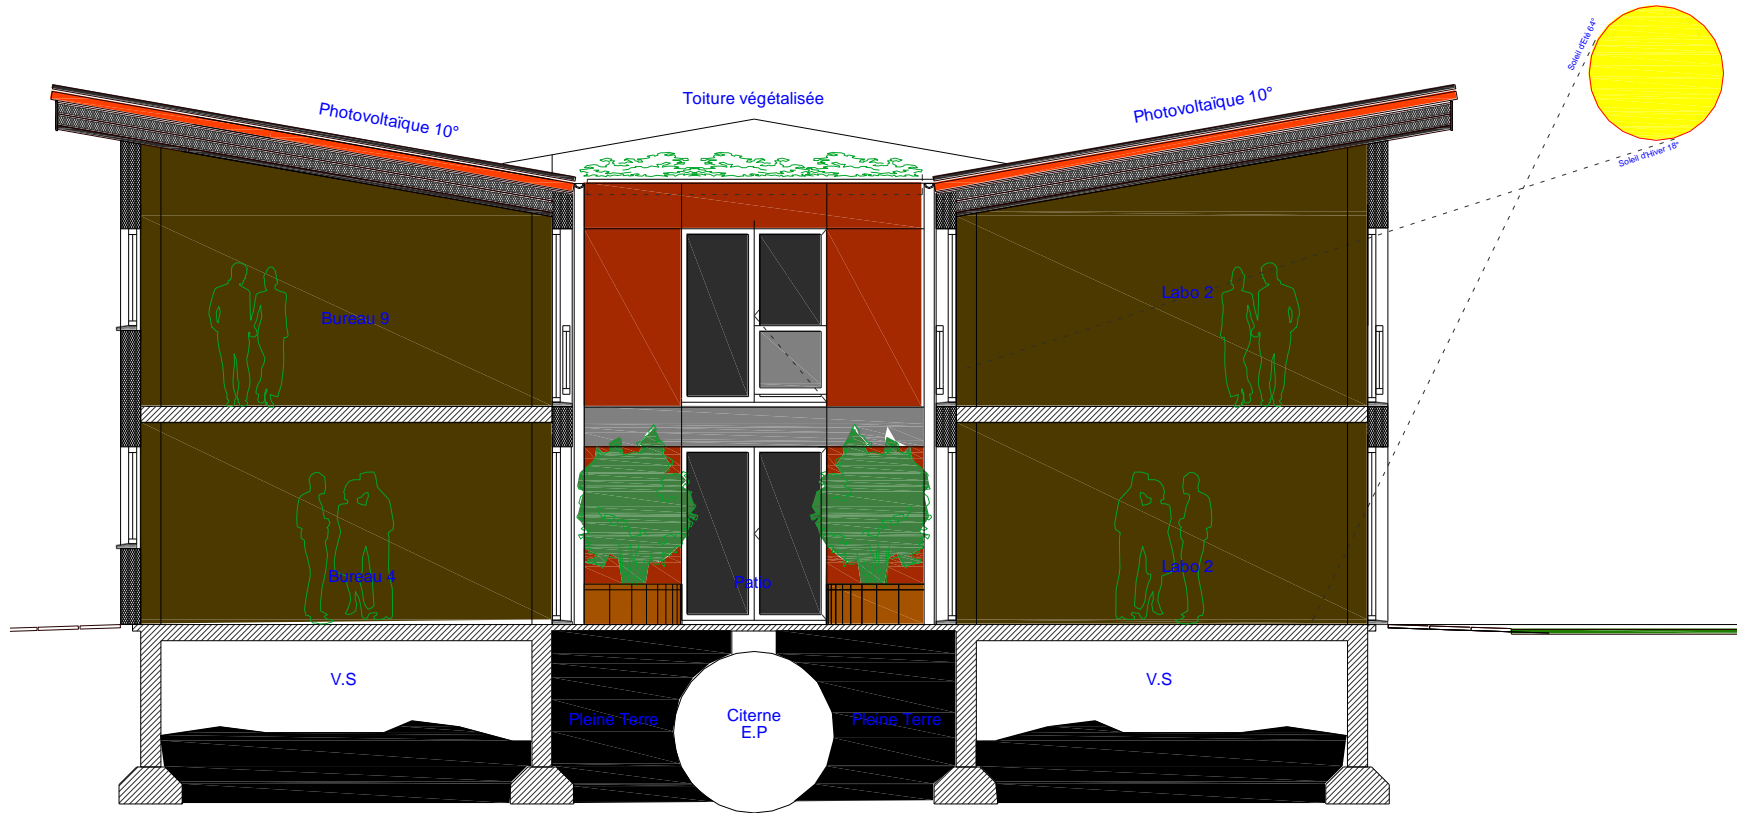 Soleil d'Eté 64°
Toiture végétalisée
Photovoltaïque 10°
Photovoltaïque 10°
Soleil d'Hiver 18°
Bureau 9
Labo 2
Bureau 4
Patio
Labo 2
V.S
V.S
Pleine Terre
Citerne
E.P
Pleine Terre